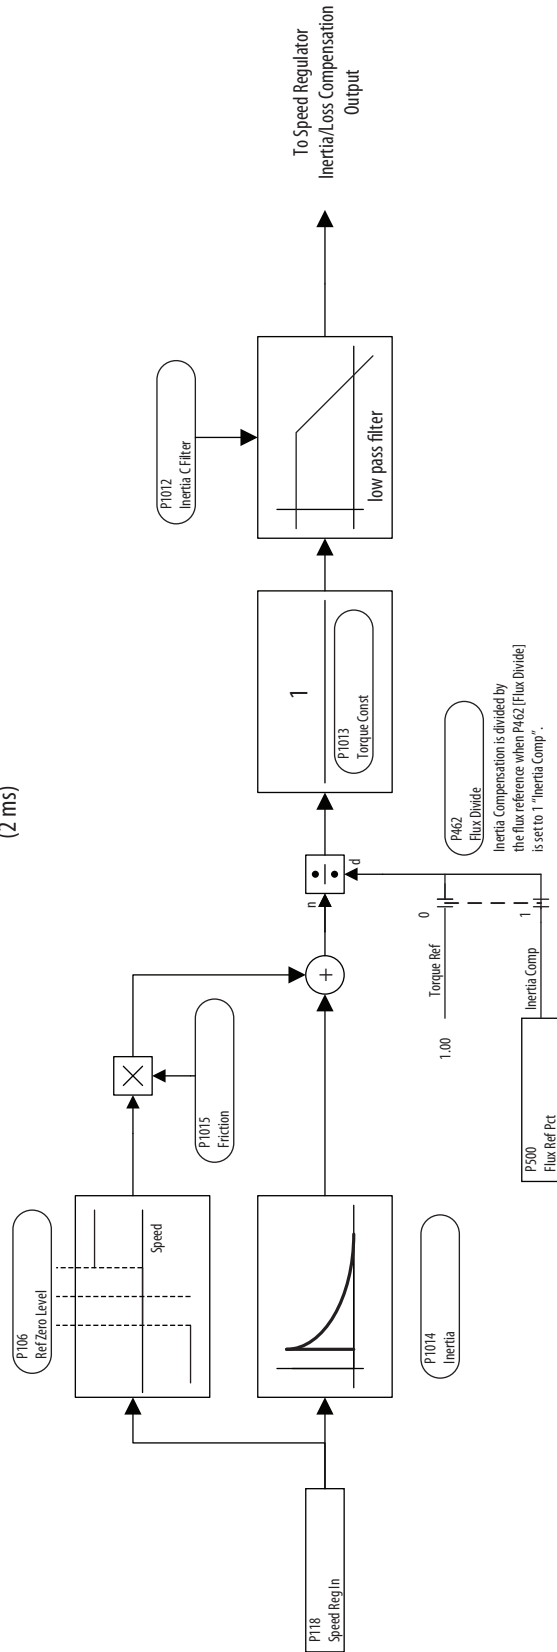 (2 ms)
P118
Speed Reg In
P106
Ref Zero Level
Speed
P1014
Inertia
P1015
Friction
+
n
d
1.00
Torque Ref
0
P500
Flux Ref Pct
Inertia Comp
1
P462
Flux Divide
Inertia Compensation is divided by
the flux reference when P462 [Flux Divide]
is set to 1 "Inertia Comp".
1
P1013
Torque Const
P1012
Inertia C Filter
low pass filter
To Speed Regulator
Inertia/Loss Compensation
Output